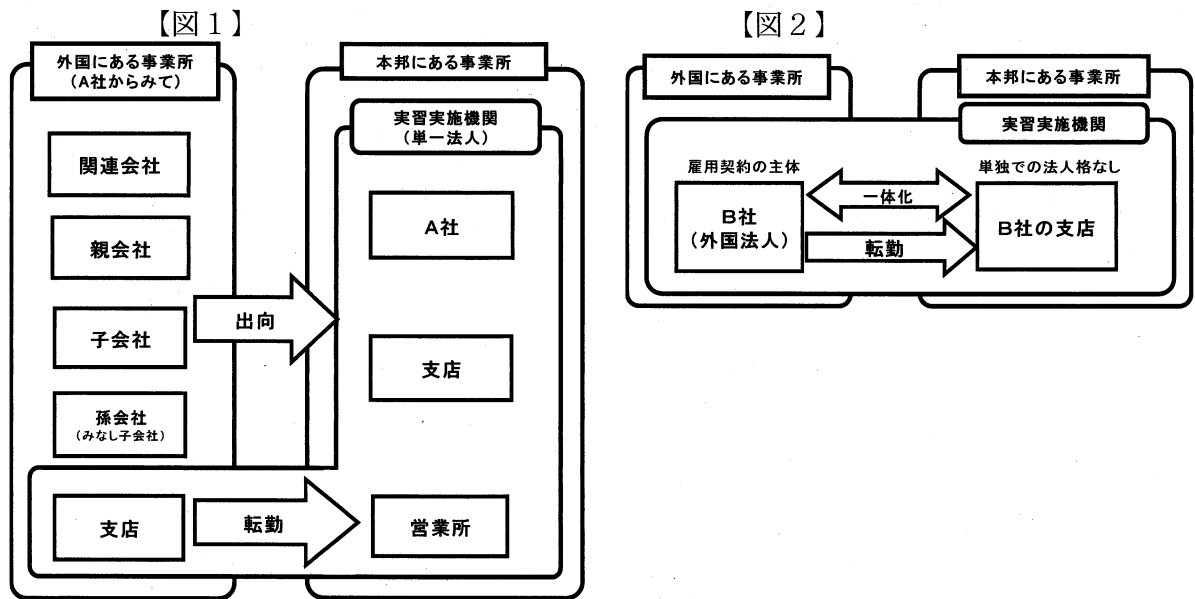 【図１】
外国にある事業所
（A社からみて）
関連会社
親会社
子会社
孫会社
（みなし子会社）
支店
出向
転勤
本邦にある事業所
実習実施機関
（単一法人）
A社
支店
営業所
【図２】
外国にある事業所
本邦にある事業所
実習実施機関
雇用契約の主体
単独での法人格なし
B社
（外国法人）
一体化
転勤
B社の支店